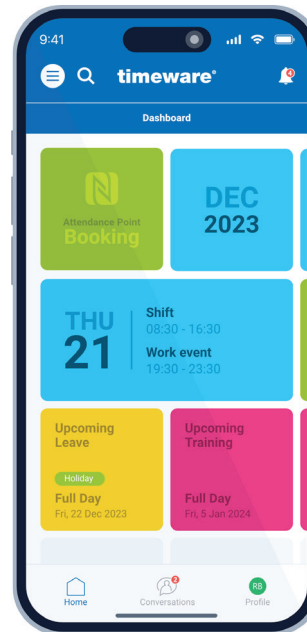 9:41
timeware®
4
Dashboard
Attendance Point
Booking
DEC
2023
THU
21
Shift
08:30 - 16:30
Work event
19:30 - 23:30
Upcoming
Leave
Holiday
Full Day
Fri, 22 Dec 2023
Upcoming
Training
Full Day
Fri, 5 Jan 2024
2
RB
Home
Conversations
Profile